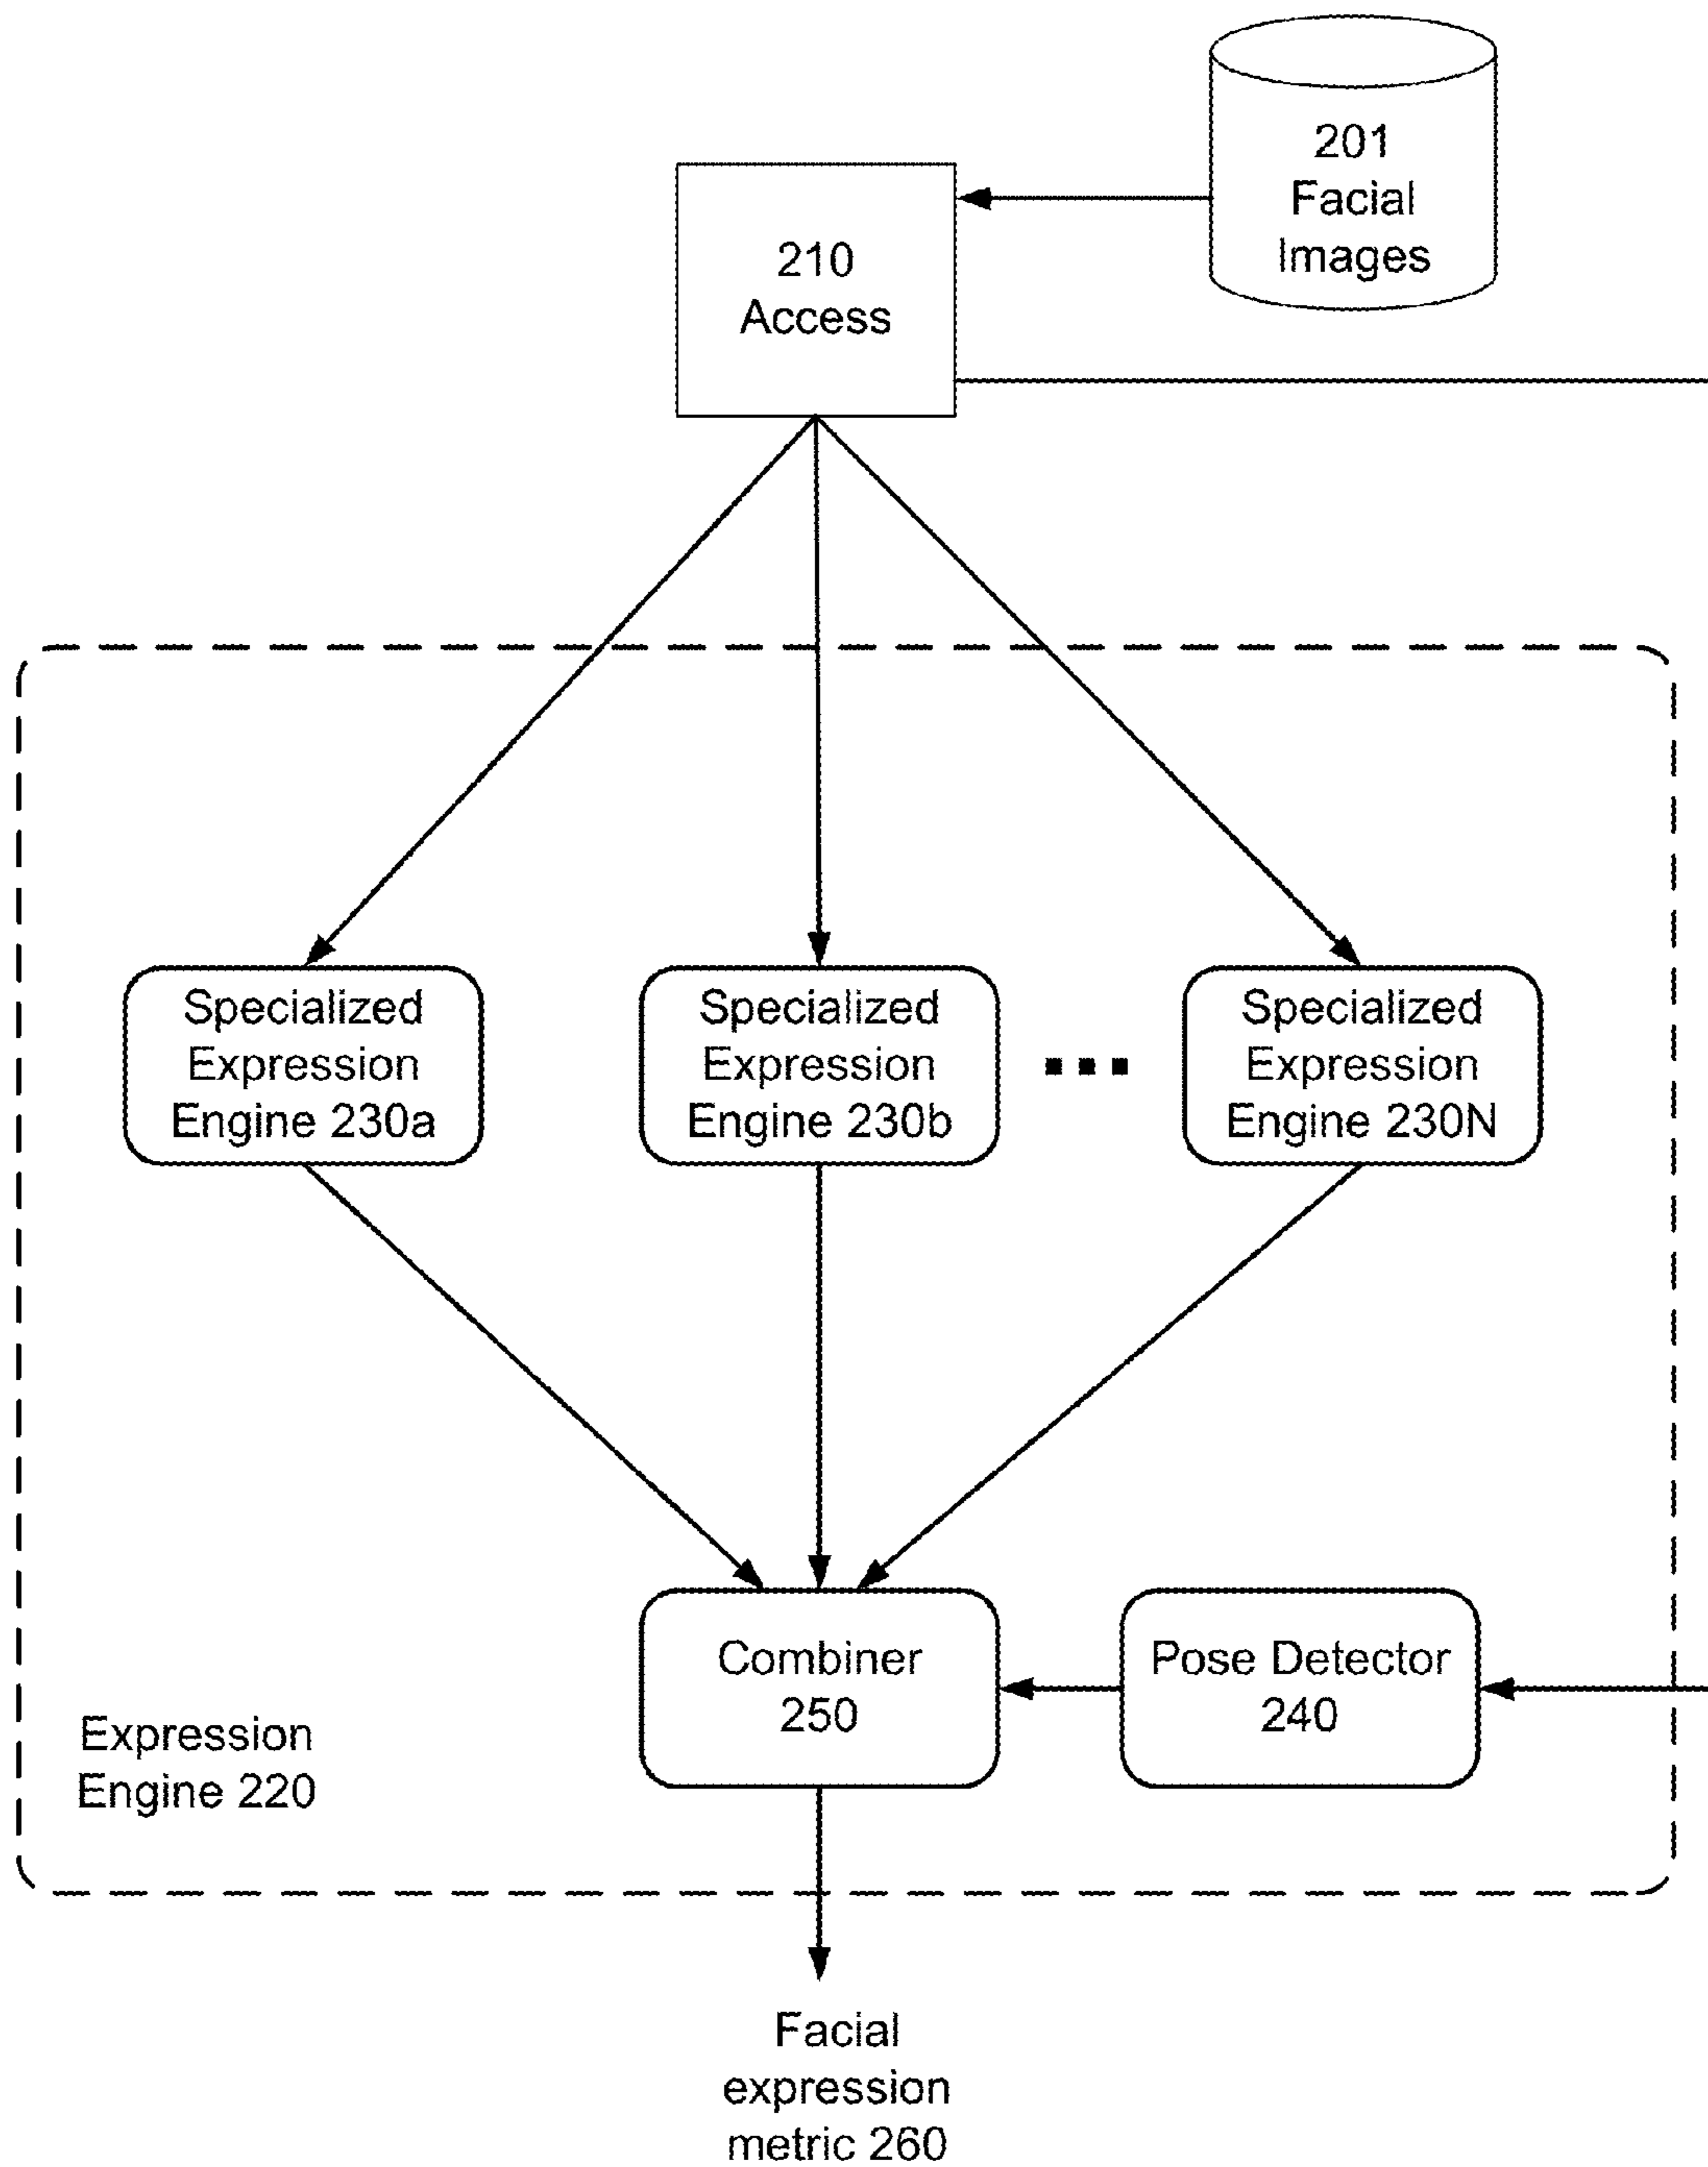 201
Facial
Images
210
Access
Specialized
Expression
Engine 230a
Specialized
Expression
Engine 230b
Specialized
Expression
Engine 230N
Combiner
250
Pose Detector
240
Expression
Engine 220
Facial
expression
metric 260